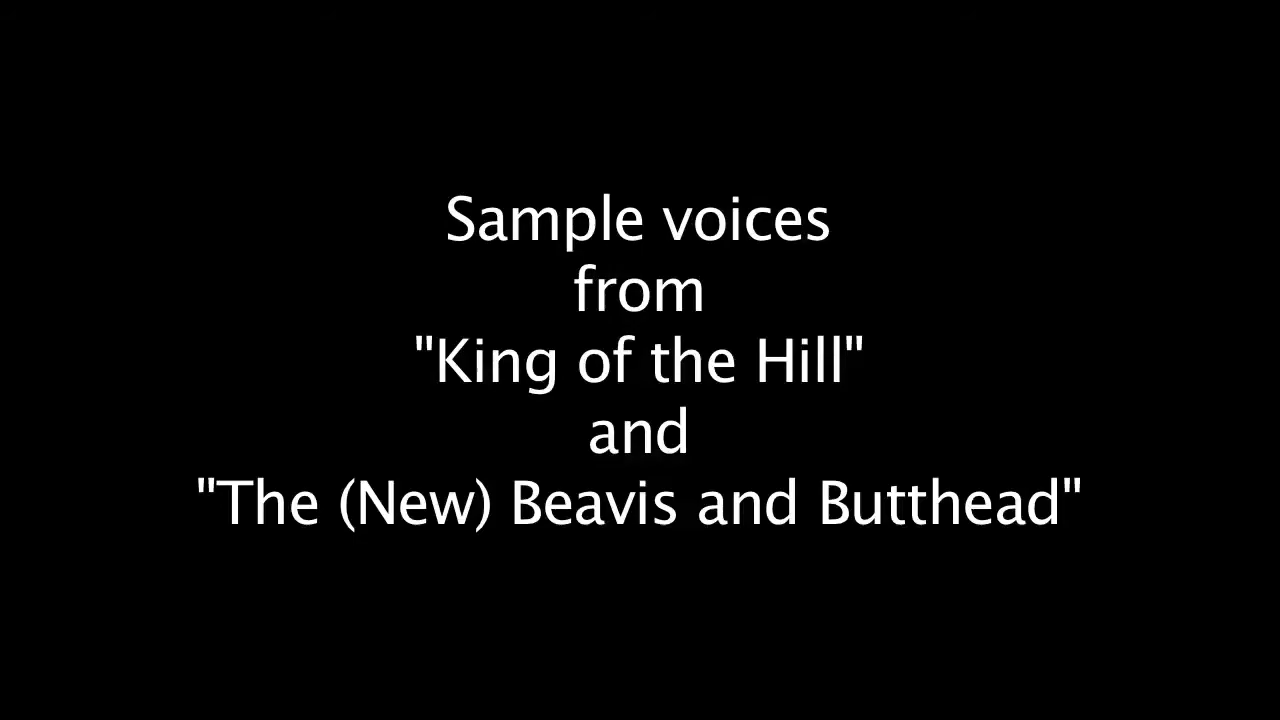 Sample voices
from
"King of the Hill"
and
"The (New) Beavis and Butthead"